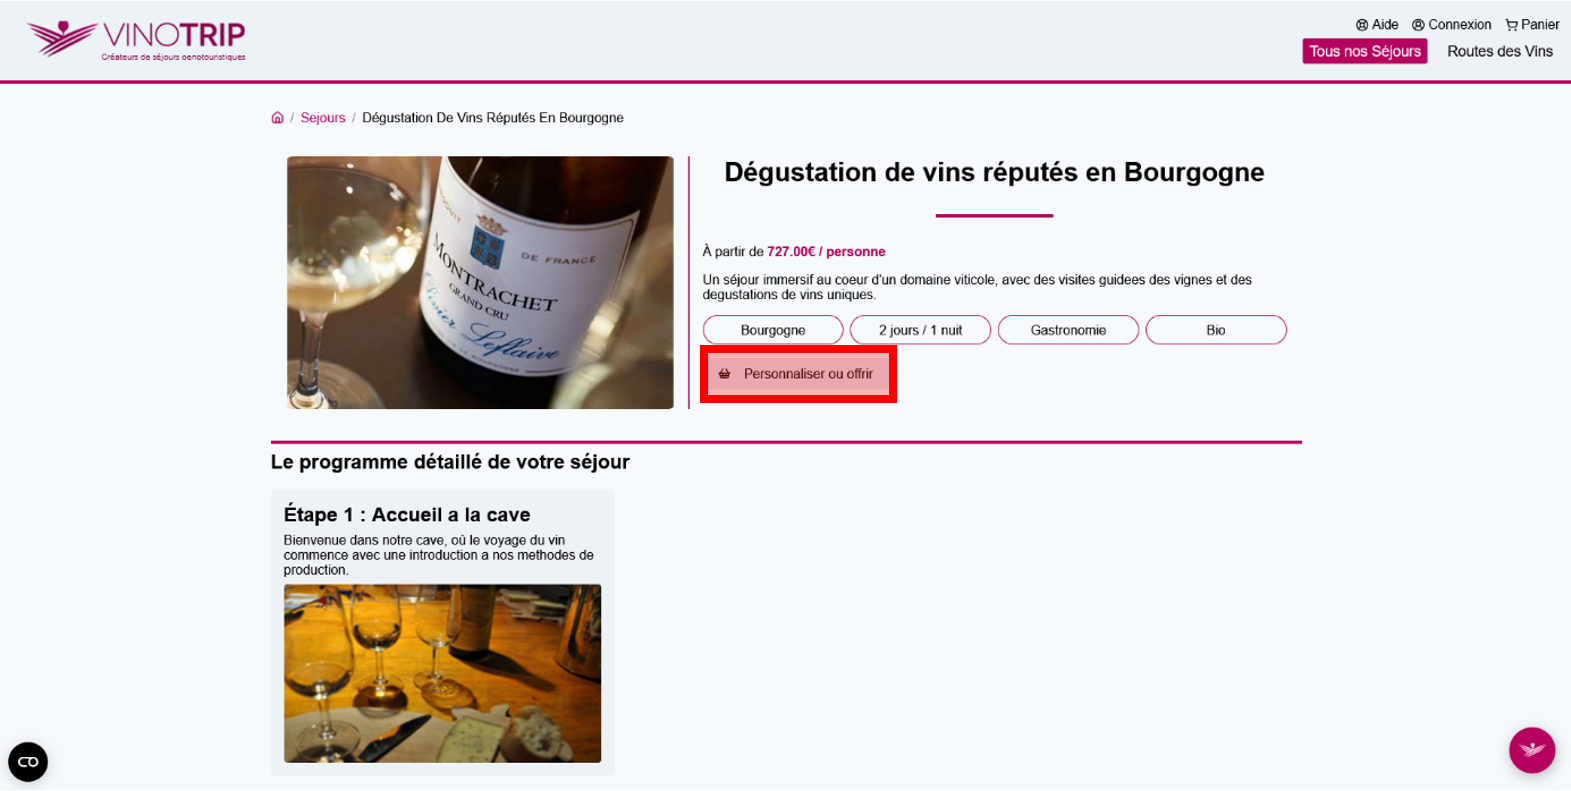 VINOTRIP
Créateurs de séjours oenotouristiques
Aide Connexion Panier
Tous nos Séjours Routes des Vins
/ Sejours / Dégustation De Vins Réputés En Bourgogne
MONTRACHET
GRAND CRU
DE FRANCE
Olivier Leflaive
Dégustation de vins réputés en Bourgogne
À partir de 727.00€ / personne
Un séjour immersif au coeur d'un domaine viticole, avec des visites guidees des vignes et des
degustations de vins uniques.
Bourgogne 2 jours / 1 nuit Gastronomie Bio
Personnaliser ou offrir
Le programme détaillé de votre séjour
Étape 1 : Accueil a la cave
Bienvenue dans notre cave, où le voyage du vin
commence avec une introduction a nos methodes de
production.